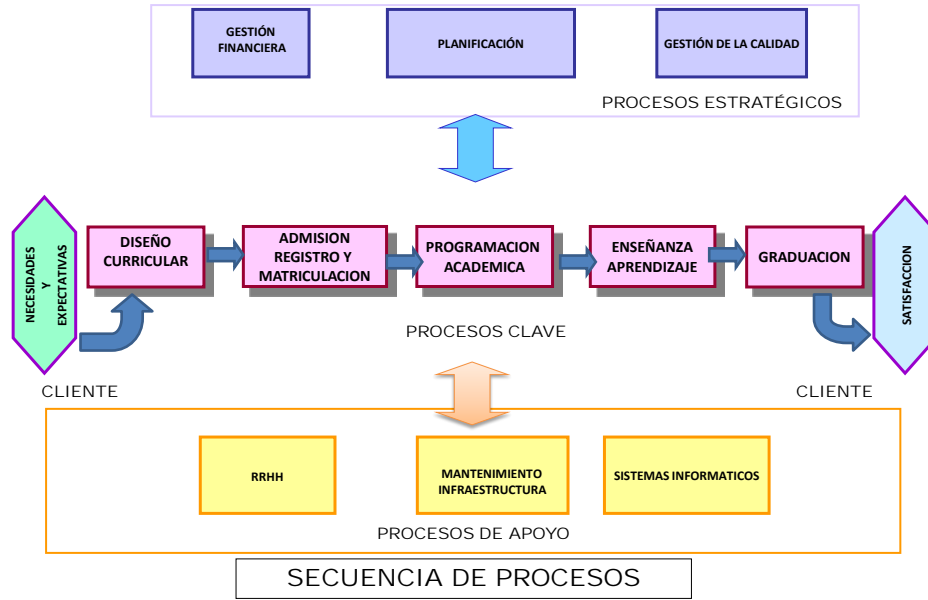 GESTIÓN
FINANCIERA
PLANIFICACIÓN
GESTIÓN DE LA CALIDAD
PROCESOS ESTRATÉGICOS
NECESIDADES
Y
EXPECTATIVAS
DISEÑO
CURRICULAR
ADMISION
REGISTRO Y
MATRICULACION
PROGRAMACION
ACADEMICA
ENSEÑANZA
APRENDIZAJE
GRADUACION
SATISFACCION
PROCESOS CLAVE
CLIENTE
CLIENTE
RRHH
MANTENIMIENTO
INFRAESTRUCTURA
SISTEMAS INFORMATICOS
PROCESOS DE APOYO
SECUENCIA DE PROCESOS